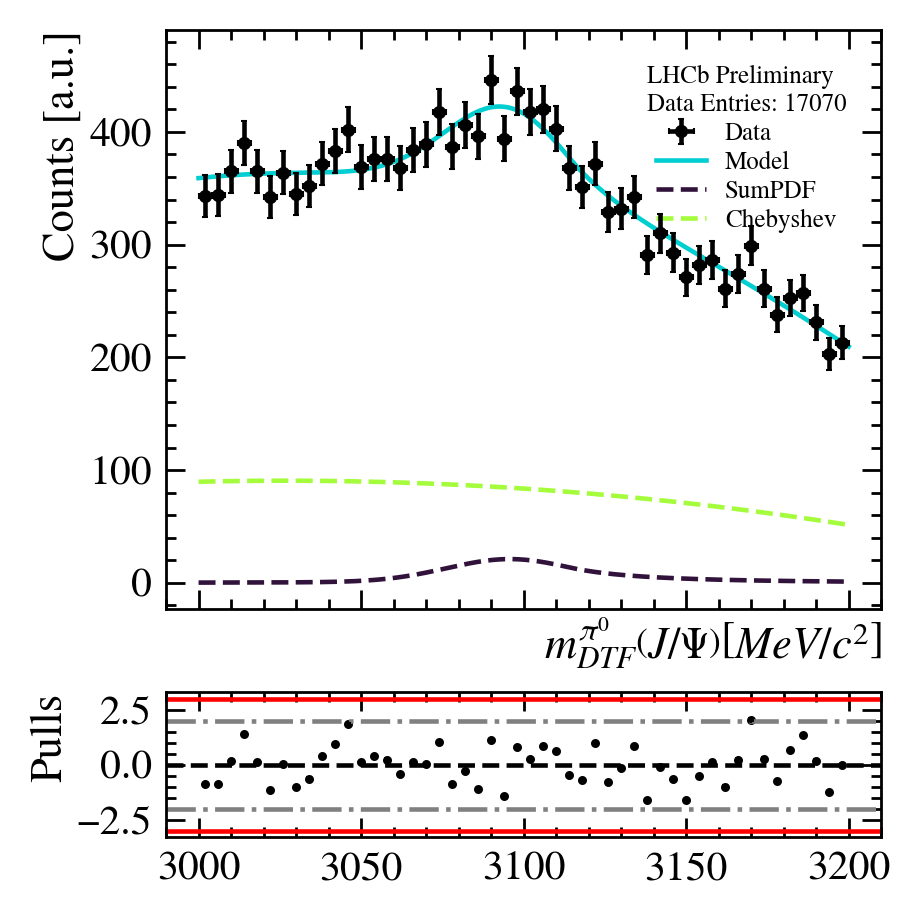 Counts [a.u.]
400
300
200
100
0
LHCb Preliminary
Data Entries: 17070
Data
Model
SumPDF
Chebyshev
m_{DTF}^{π^0}(J/Ψ)[MeV/c^2]
Pulls
2.5
0.0
−2.5
3000 3050 3100 3150 3200